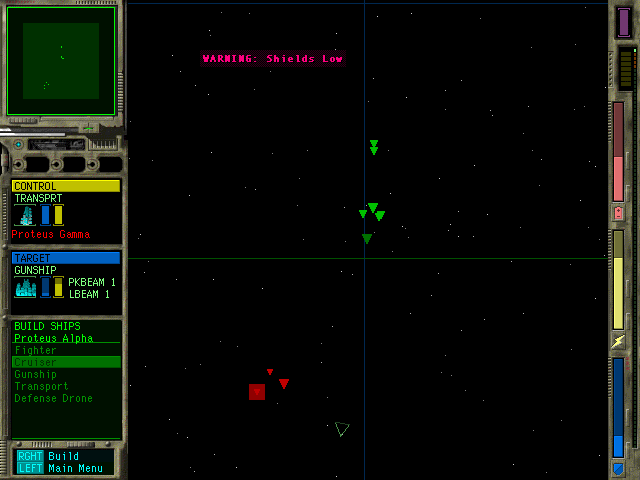 WARNING: Shields Low
CONTROL
TRANSPRT
Proteus Gamma
TARGET
GUNSHIP
PKBEAM 1
LBEAM 1
BUILD SHIPS
Proteus Alpha
Fighter
Cruiser
Gunship
Transport
Defense Drone
RGHT Build
LEFT Main Menu